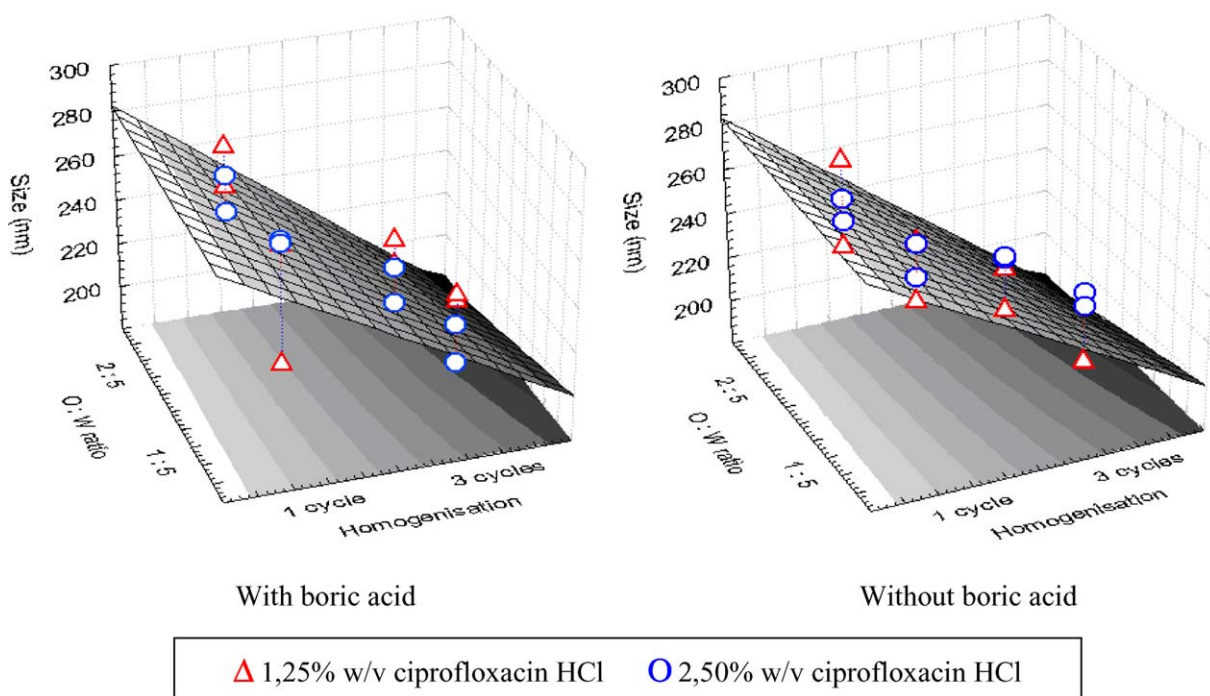 300
280
260
240
220
200
Size (nm)
2:5
1:5
O:W ratio
1 cycle
3 cycles
Homogenisation
300
280
260
240
220
200
Size (nm)
2:5
1:5
O:W ratio
1 cycle
3 cycles
Homogenisation
With boric acid
Without boric acid
1,25% w/v ciprofloxacin HCl
2,50% w/v ciprofloxacin HCl